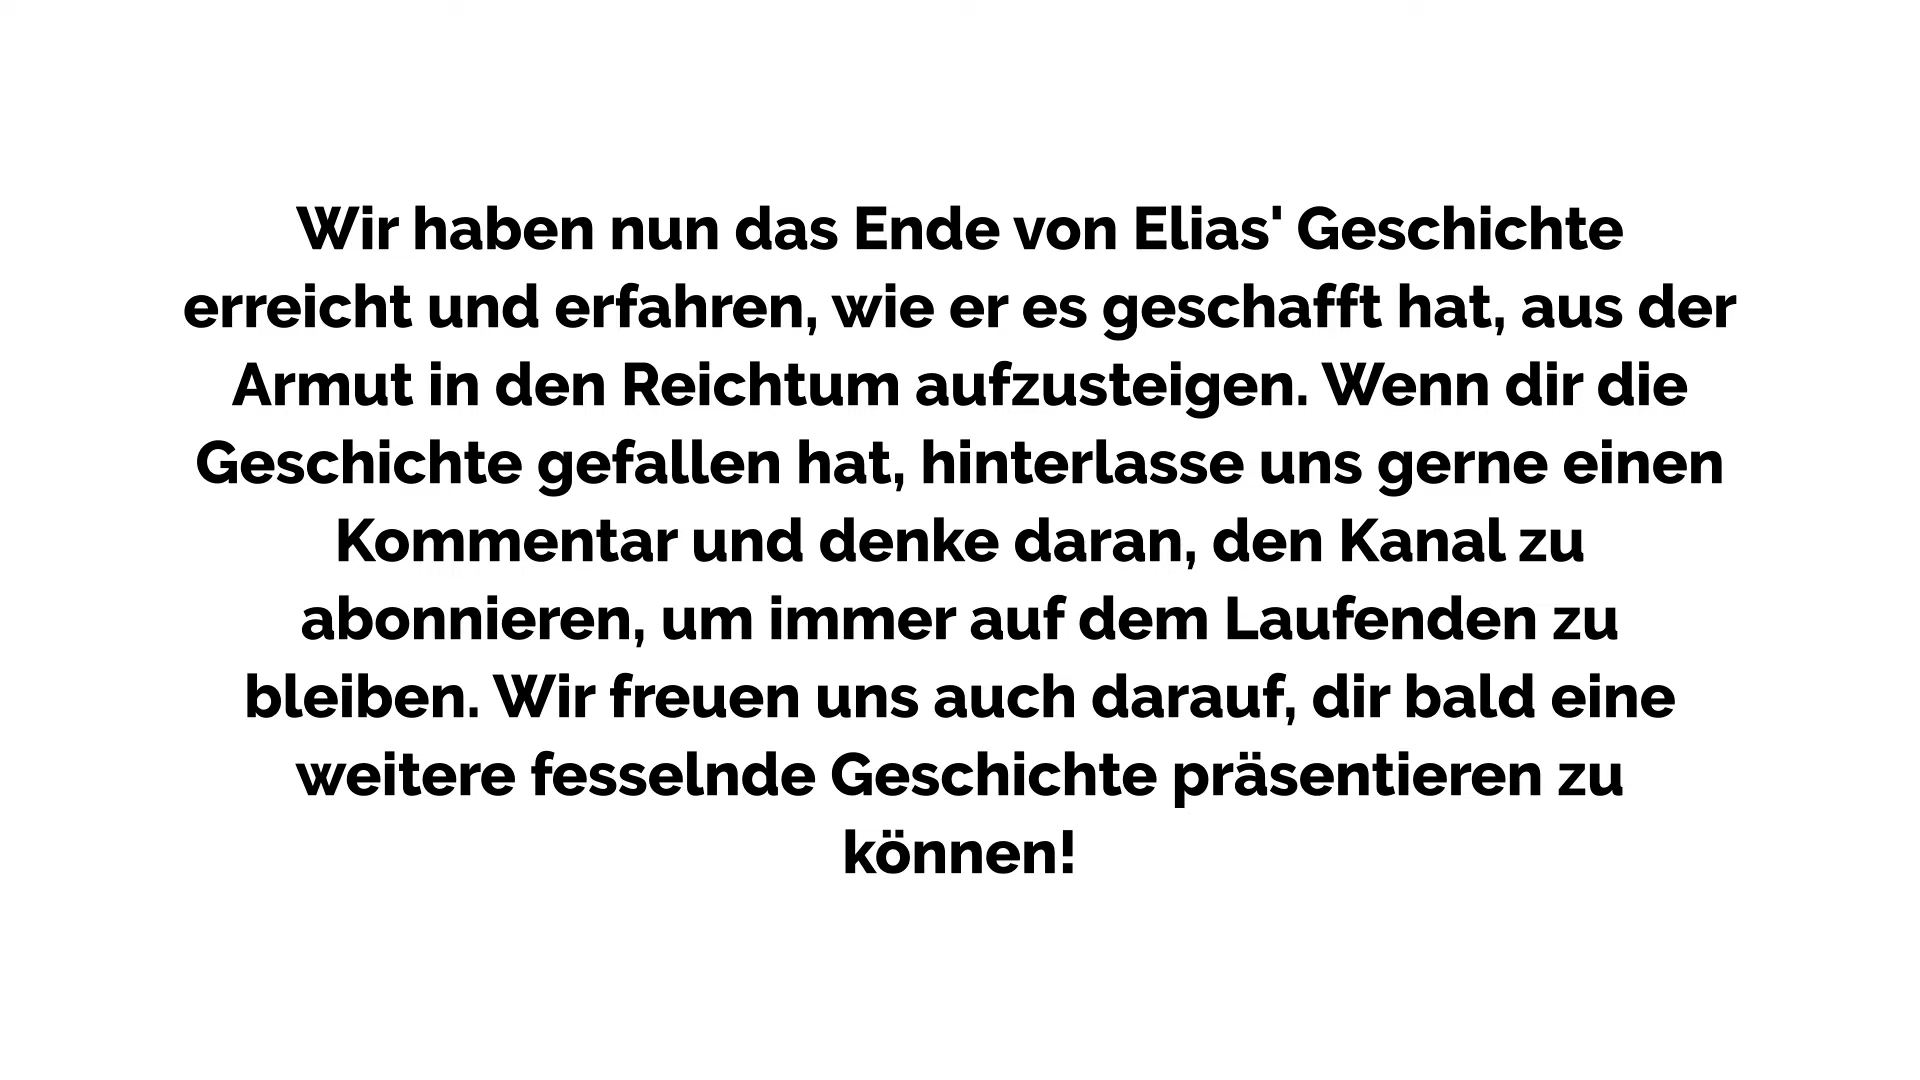 Wir haben nun das Ende von Elias' Geschichte
erreicht und erfahren, wie er es geschafft hat, aus der
Armut in den Reichtum aufzusteigen. Wenn dir die
Geschichte gefallen hat, hinterlasse uns gerne einen
Kommentar und denke daran, den Kanal zu
abonnieren, um immer auf dem Laufenden zu
bleiben. Wir freuen uns auch darauf, dir bald eine
weitere fesselnde Geschichte präsentieren zu
können!